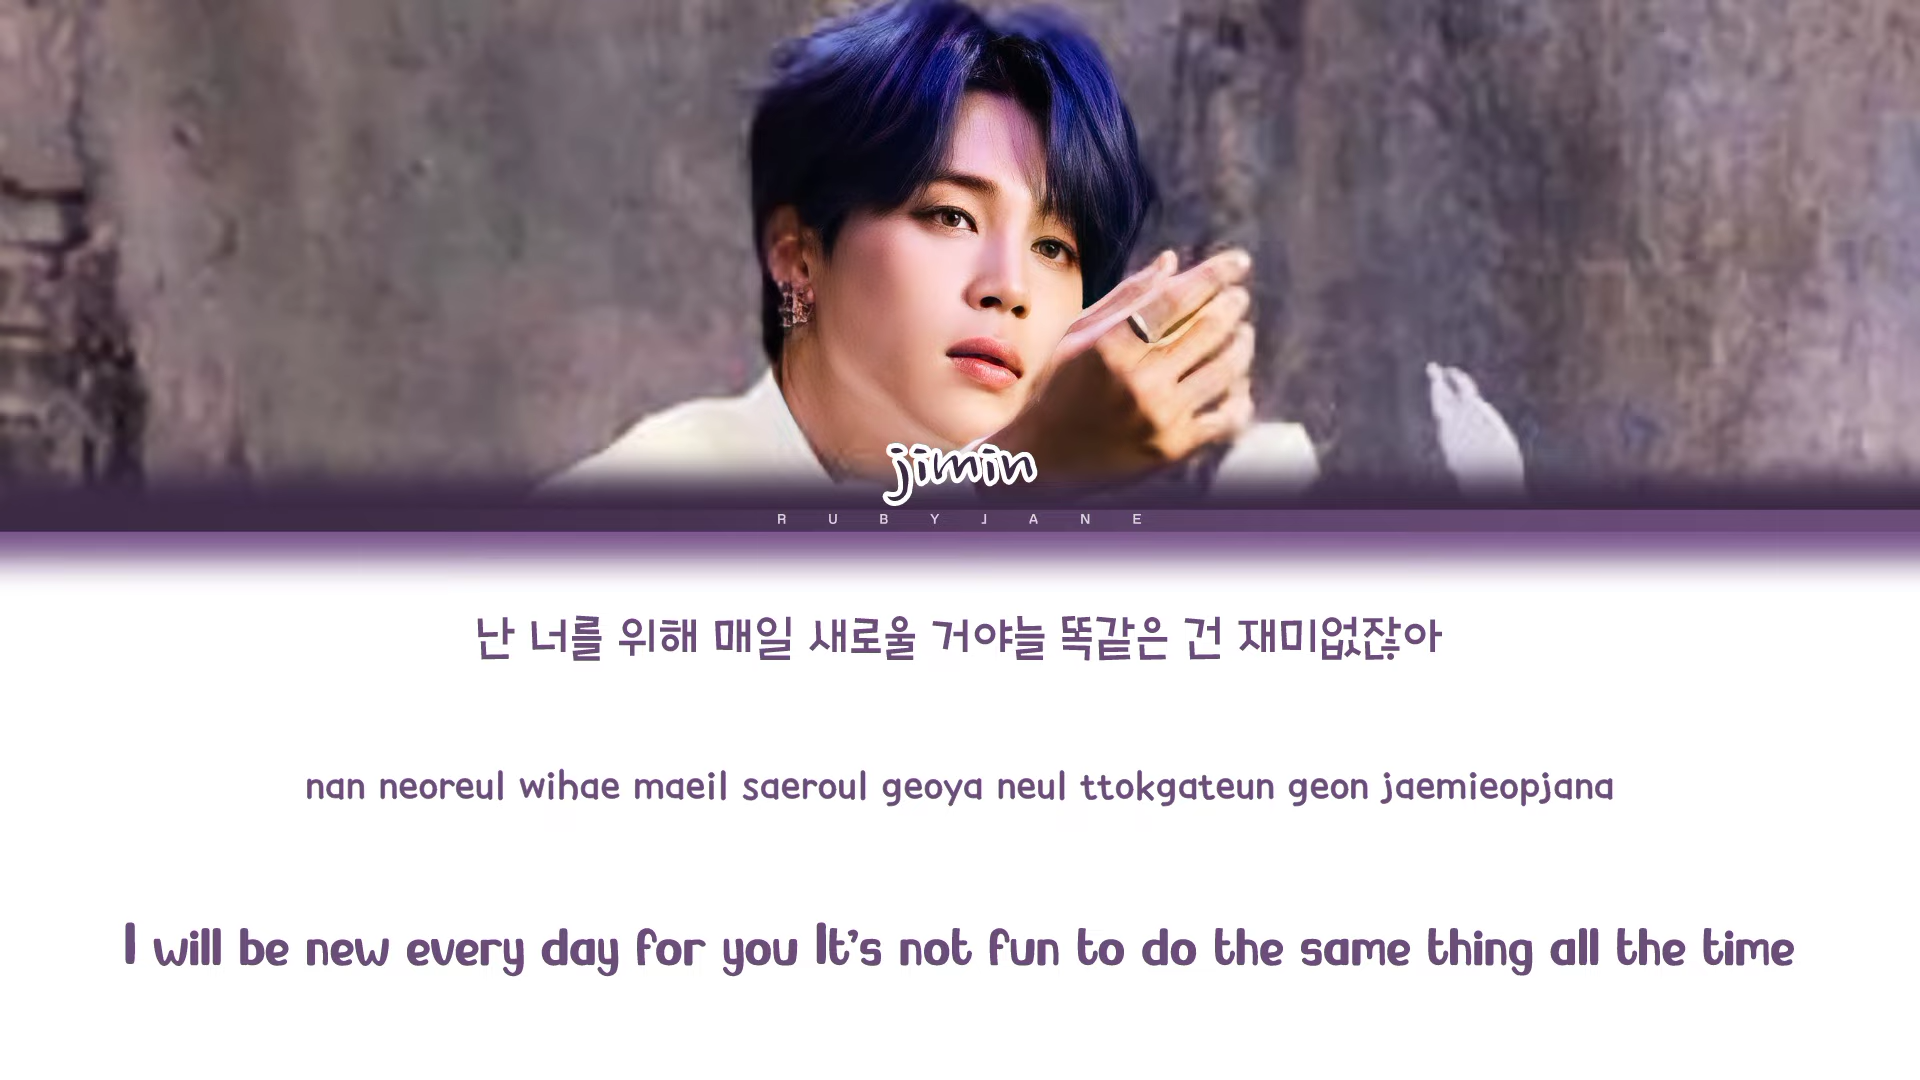 jimin
RUBYJANE
난 너를 위해 매일 새로울 거야늘 똑같은 건 재미없잖아
nan neoreul wihae maeil saeroul geoya neul ttokgateun geon jaemieopjana
I will be new every day for you It's not fun to do the same thing all the time